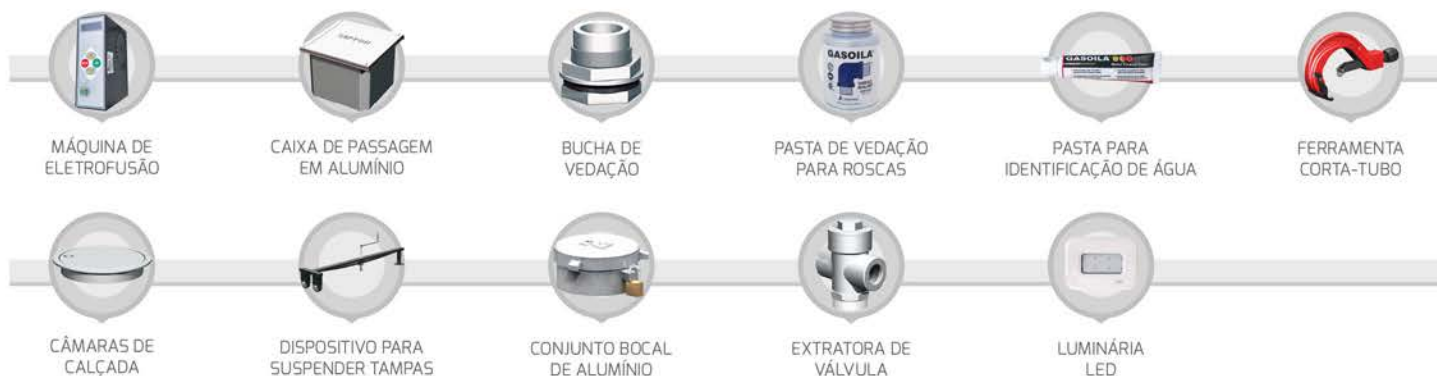 GASOILA
GASOILA
MÁQUINA DE
ELETROFUSÃO
CAIXA DE PASSAGEM
EM ALUMÍNIO
BUCHA DE
VEDAÇÃO
PASTA DE VEDAÇÃO
PARA ROSCAS
PASTA PARA
IDENTIFICAÇÃO DE ÁGUA
FERRAMENTA
CORTA-TUBO
CÂMARAS DE
CALÇADA
DISPOSITIVO PARA
SUSPENDER TAMPAS
CONJUNTO BOCAL
DE ALUMÍNIO
EXTRATORA DE
VÁLVULA
LUMINÁRIA
LED